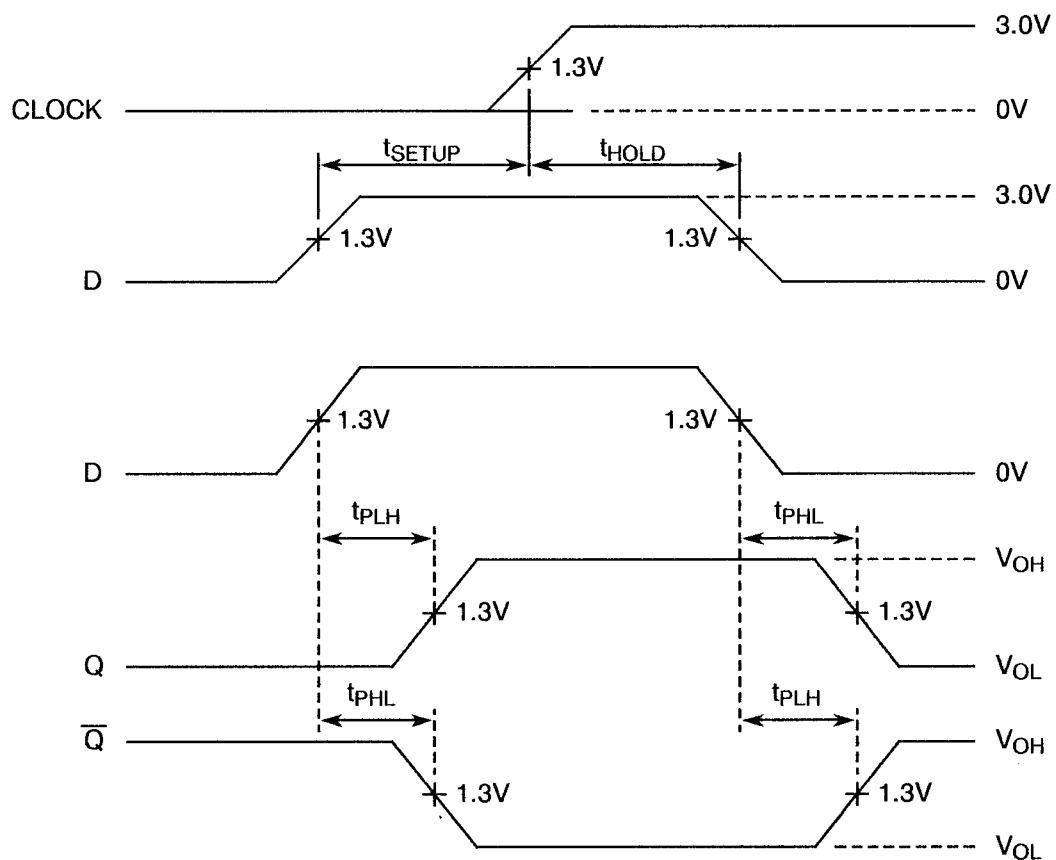 3.0V
1.3V
CLOCK 0V
tSETUP tHOLD
3.0V
1.3V 1.3V
D 0V
1.3V 1.3V
D 0V
tPLH tPHL
VOH
1.3V 1.3V
Q VOL
tPHL tPLH
Q̅ VOH
1.3V 1.3V
VOL